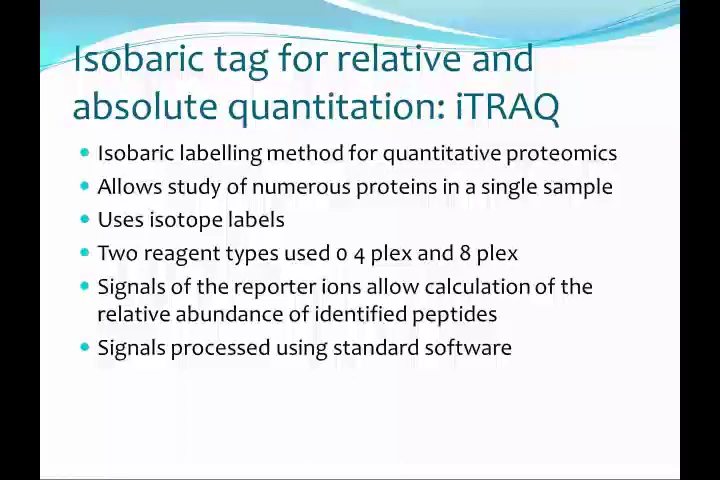 Isobaric tag for relative and
absolute quantitation: iTRAQ
Isobaric labelling method for quantitative proteomics
Allows study of numerous proteins in a single sample
Uses isotope labels
Two reagent types used 0 4 plex and 8 plex
Signals of the reporter ions allow calculation of the
relative abundance of identified peptides
Signals processed using standard software